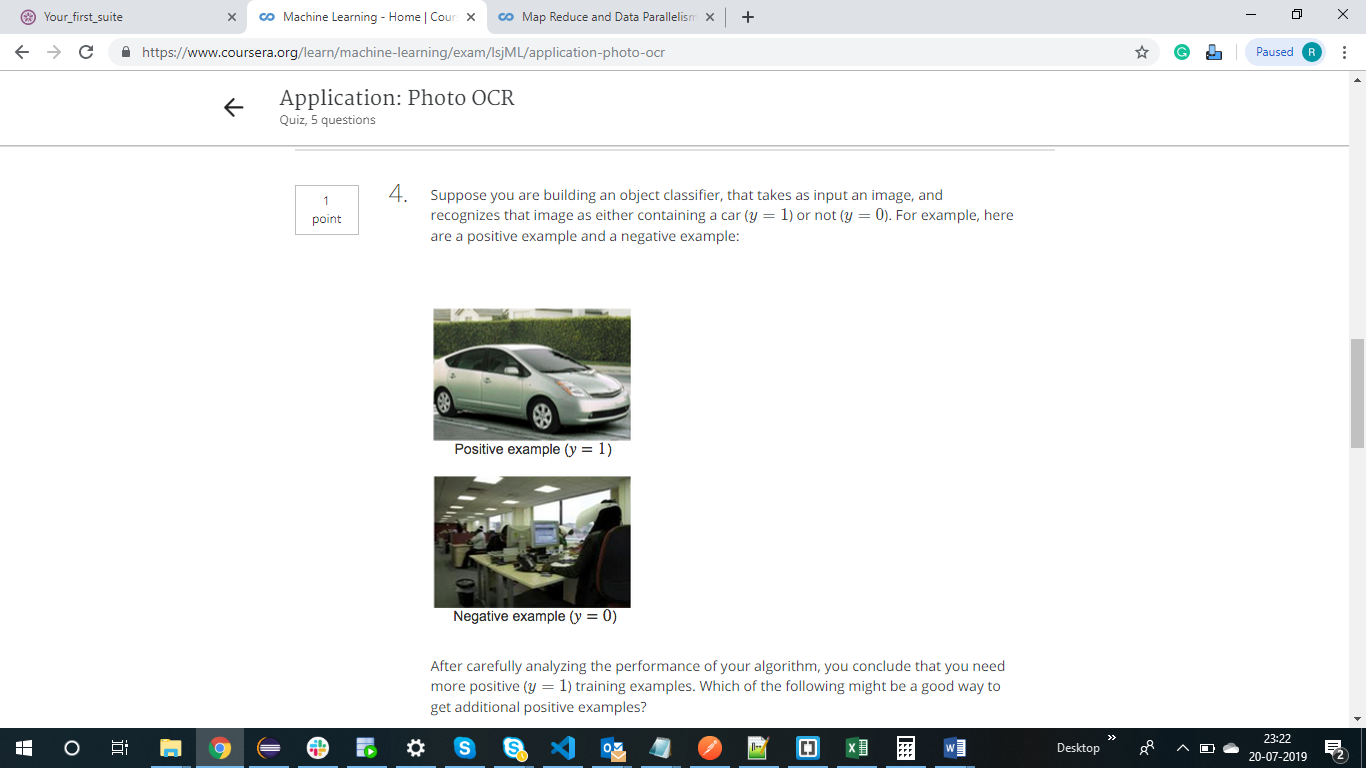 Your_first_suite
Machine Learning - Home | Cour
Map Reduce and Data Parallelism
https://www.coursera.org/learn/machine-learning/exam/lsjML/application-photo-ocr
Paused
R
Application: Photo OCR
Quiz, 5 questions
1
point
4.
Suppose you are building an object classifier, that takes as input an image, and
recognizes that image as either containing a car (y = 1) or not (y = 0). For example, here
are a positive example and a negative example:
Positive example (y = 1)
Negative example (y = 0)
After carefully analyzing the performance of your algorithm, you conclude that you need
more positive (y = 1) training examples. Which of the following might be a good way to
get additional positive examples?
Desktop
23:22
20-07-2019
2